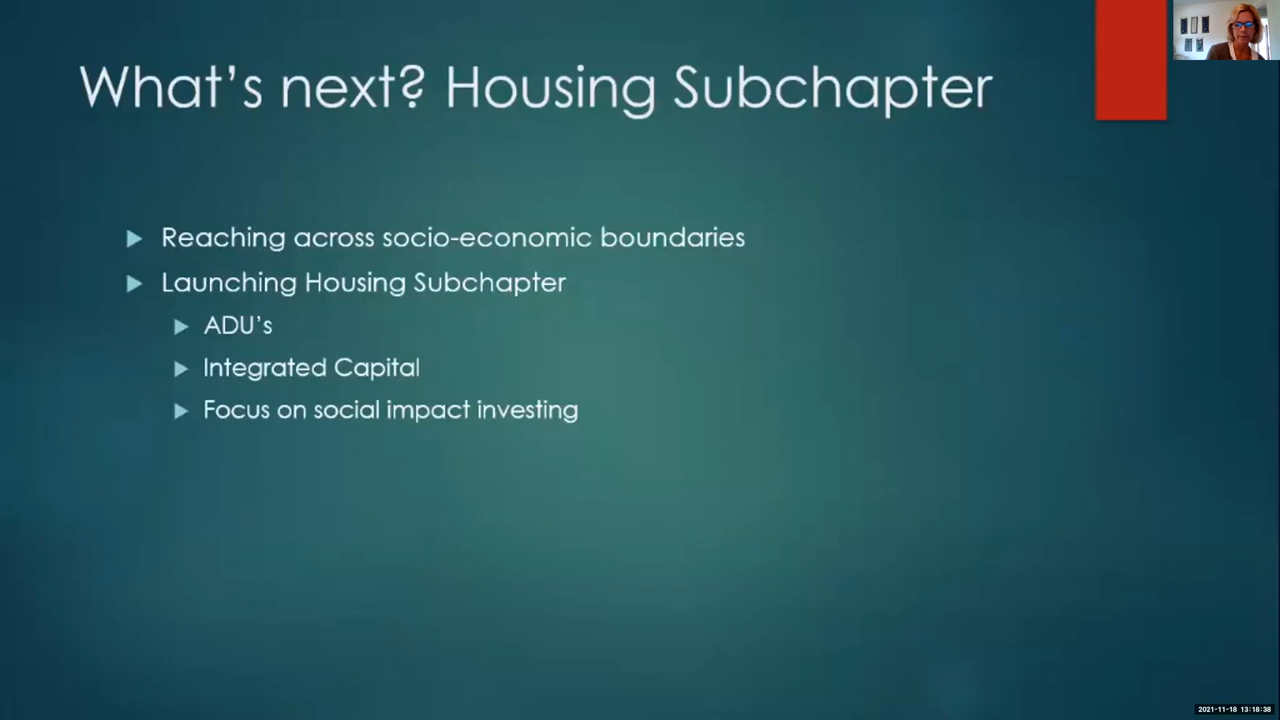 What's next? Housing Subchapter
Reaching across socio-economic boundaries
Launching Housing Subchapter
ADU's
Integrated Capital
Focus on social impact investing
2021-11-18 13:18:38